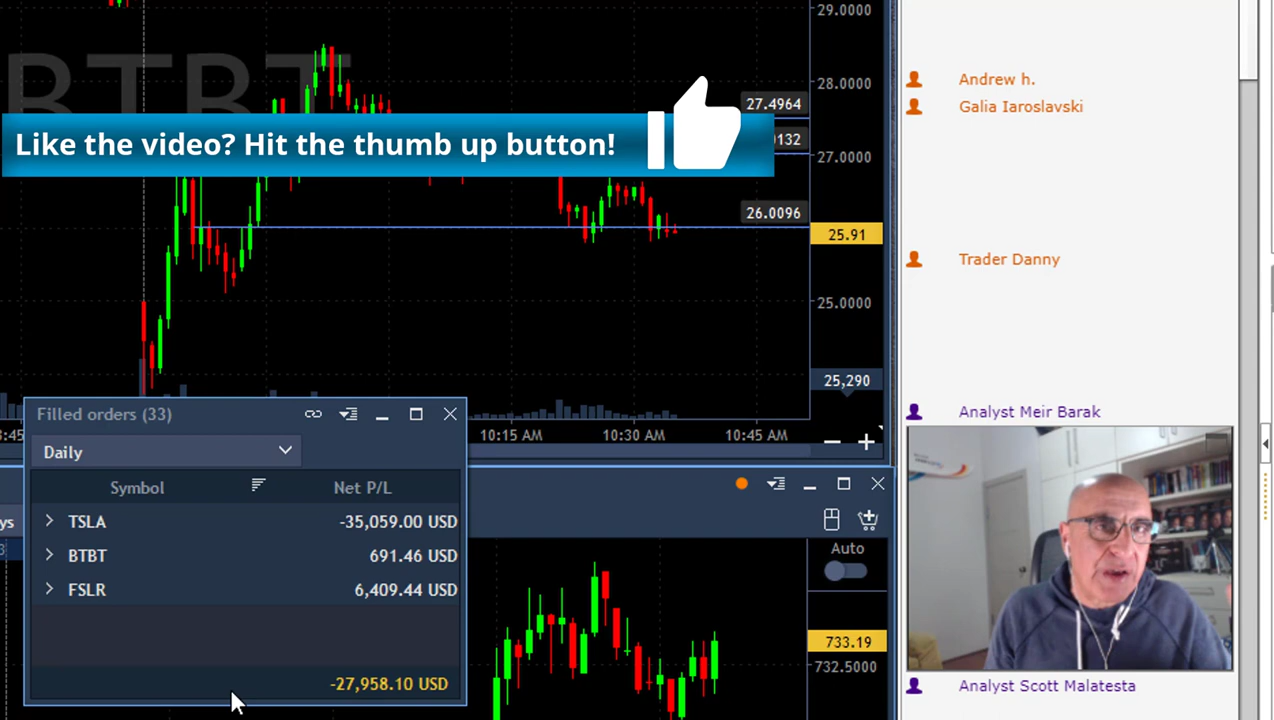 29.0000
BTBT
28.0000
27.4964
Like the video? Hit the thumb up button!
0132
27.0000
26.0096
25.91
25.0000
25,290
10:15 AM
10:30 AM
10:45 AM
Filled orders (33)
Daily
Symbol
Net P/L
TSLA
-35,059.00 USD
BTBT
691.46 USD
FSLR
6,409.44 USD
-27,958.10 USD
Auto
733.19
732.5000
Andrew h.
Galia Iaroslavski
Trader Danny
Analyst Meir Barak
Analyst Scott Malatesta